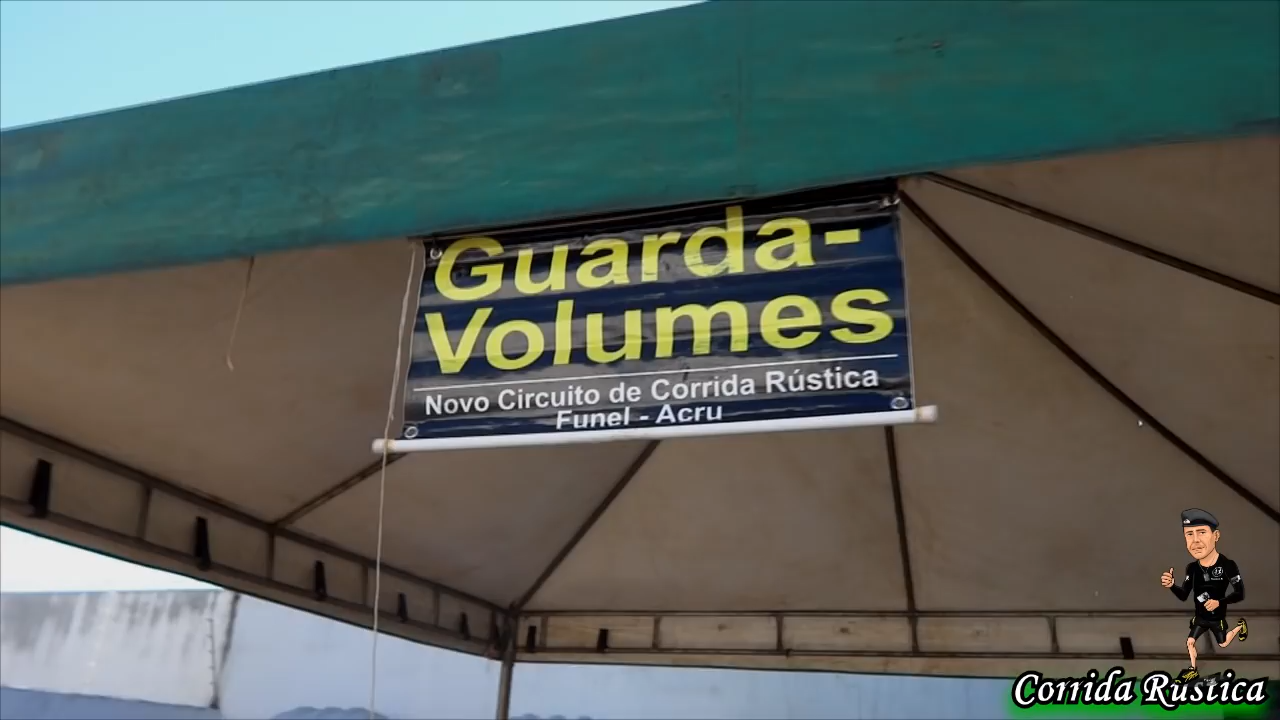 Guarda-
Volumes
Novo Circuito de Corrida Rústica
Funel - Acru
Corrida Rústica